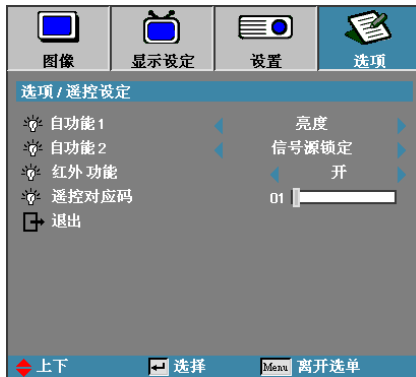 图像 显示设定 设置 选项
选项 / 遥控设定
自功能1 亮度
自功能2 信号源锁定
红外 功能 开
遥控对应码 01
退出
上下 选择 Menu 离开选单